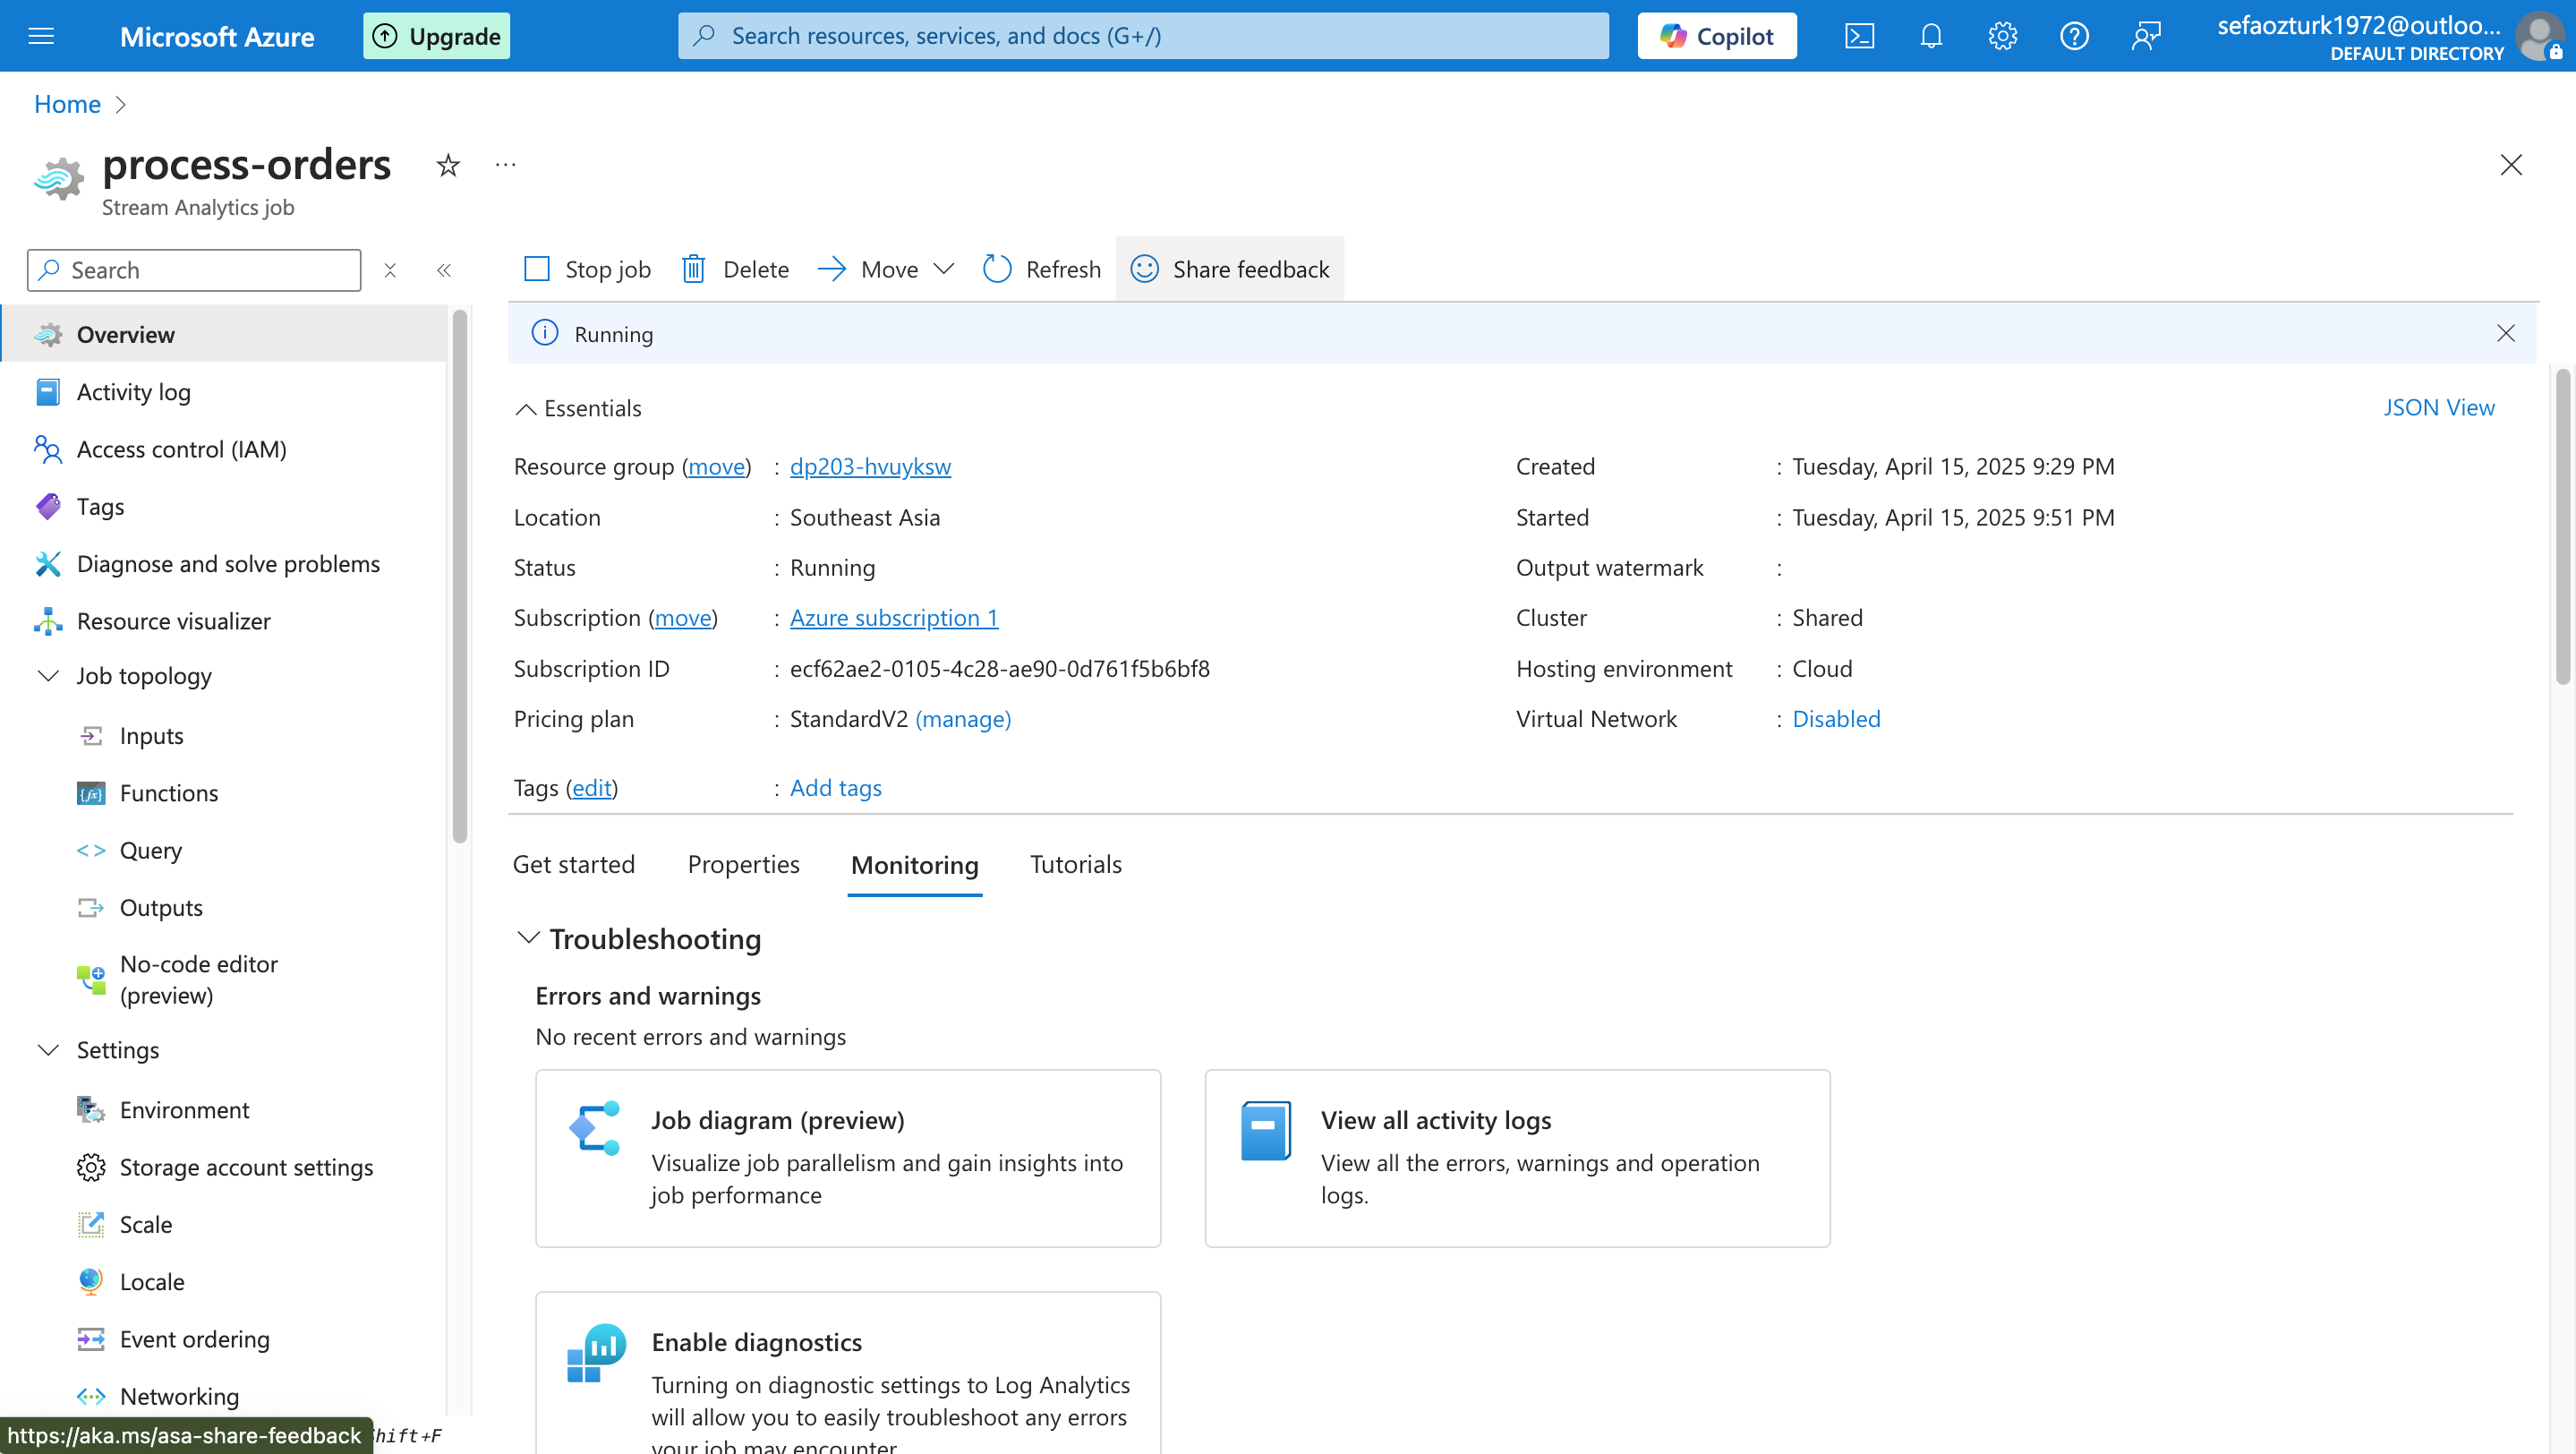 Microsoft Azure
Upgrade
Search resources, services, and docs (G+/)
Copilot
sefaozturk1972@outloo...
DEFAULT DIRECTORY
Home
process-orders
Stream Analytics job
Search
Stop job
Delete
Move
Refresh
Share feedback
Overview
Activity log
Access control (IAM)
Tags
Diagnose and solve problems
Resource visualizer
Job topology
Inputs
Functions
Query
Outputs
No-code editor
(preview)
Settings
Environment
Storage account settings
Scale
Locale
Event ordering
Networking
Running
Essentials
JSON View
Resource group (move) : dp203-hvuyksw
Location : Southeast Asia
Status : Running
Subscription (move) : Azure subscription 1
Subscription ID : ecf62ae2-0105-4c28-ae90-0d761f5b6bf8
Pricing plan : StandardV2 (manage)
Tags (edit) : Add tags
Created : Tuesday, April 15, 2025 9:29 PM
Started : Tuesday, April 15, 2025 9:51 PM
Output watermark :
Cluster : Shared
Hosting environment : Cloud
Virtual Network : Disabled
Get started
Properties
Monitoring
Tutorials
Troubleshooting
Errors and warnings
No recent errors and warnings
Job diagram (preview)
Visualize job parallelism and gain insights into
job performance
View all activity logs
View all the errors, warnings and operation
logs.
Enable diagnostics
Turning on diagnostic settings to Log Analytics
will allow you to easily troubleshoot any errors
your job may encounter
https://aka.ms/asa-share-feedback
Shift+F